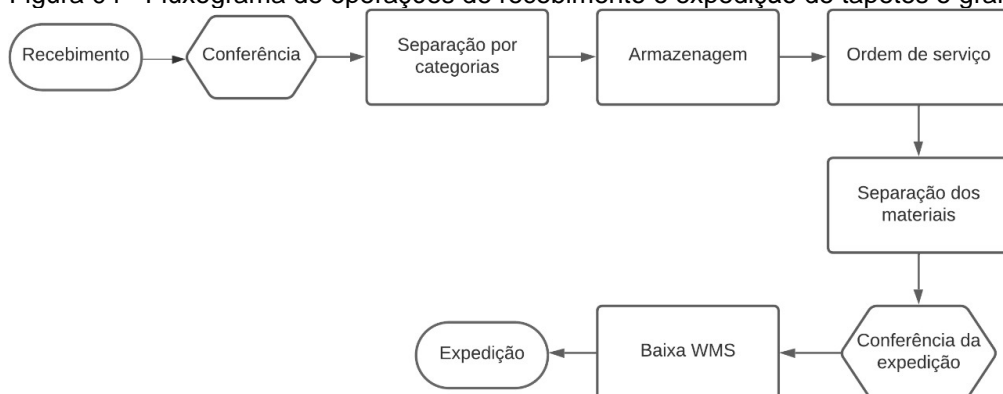 Recebimento
Conferência
Separação por
categorias
Armazenagem
Ordem de serviço
Separação dos
materiais
Conferência da
expedição
Baixa WMS
Expedição